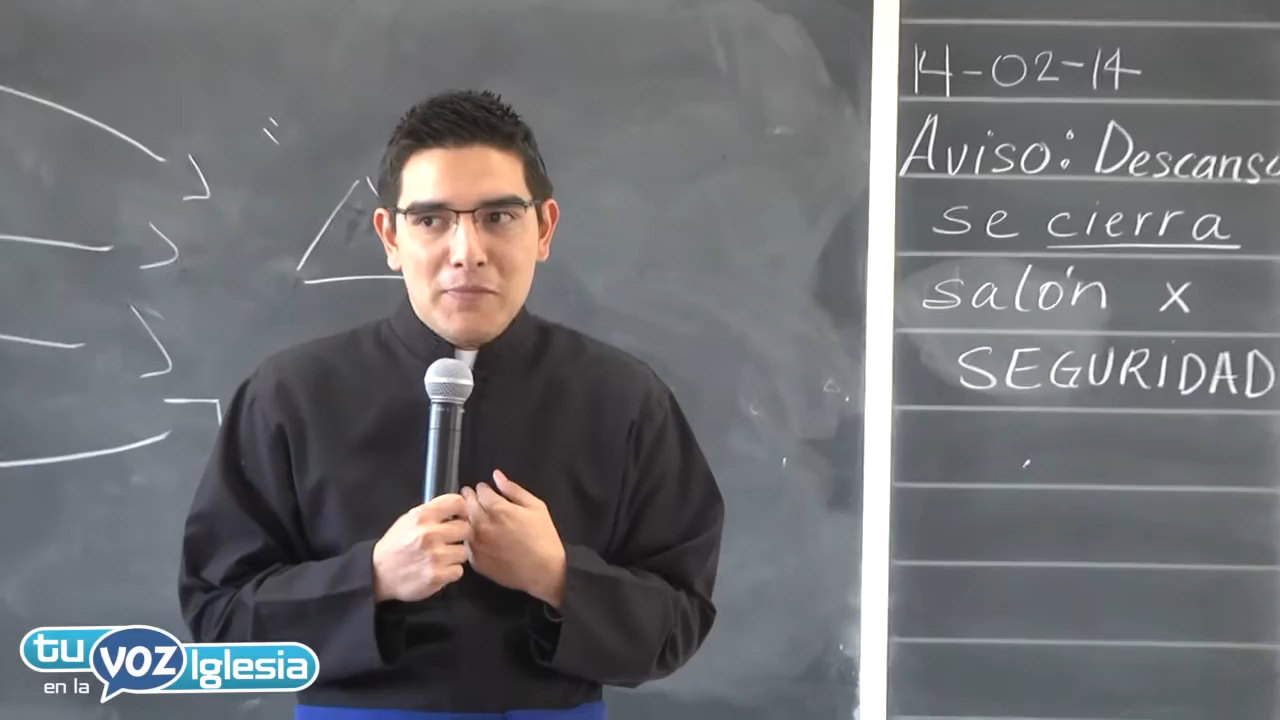 14-02-14
Aviso: Descanso
se cierra
salón x
SEGURIDAD
tu
en la
voz
Iglesia